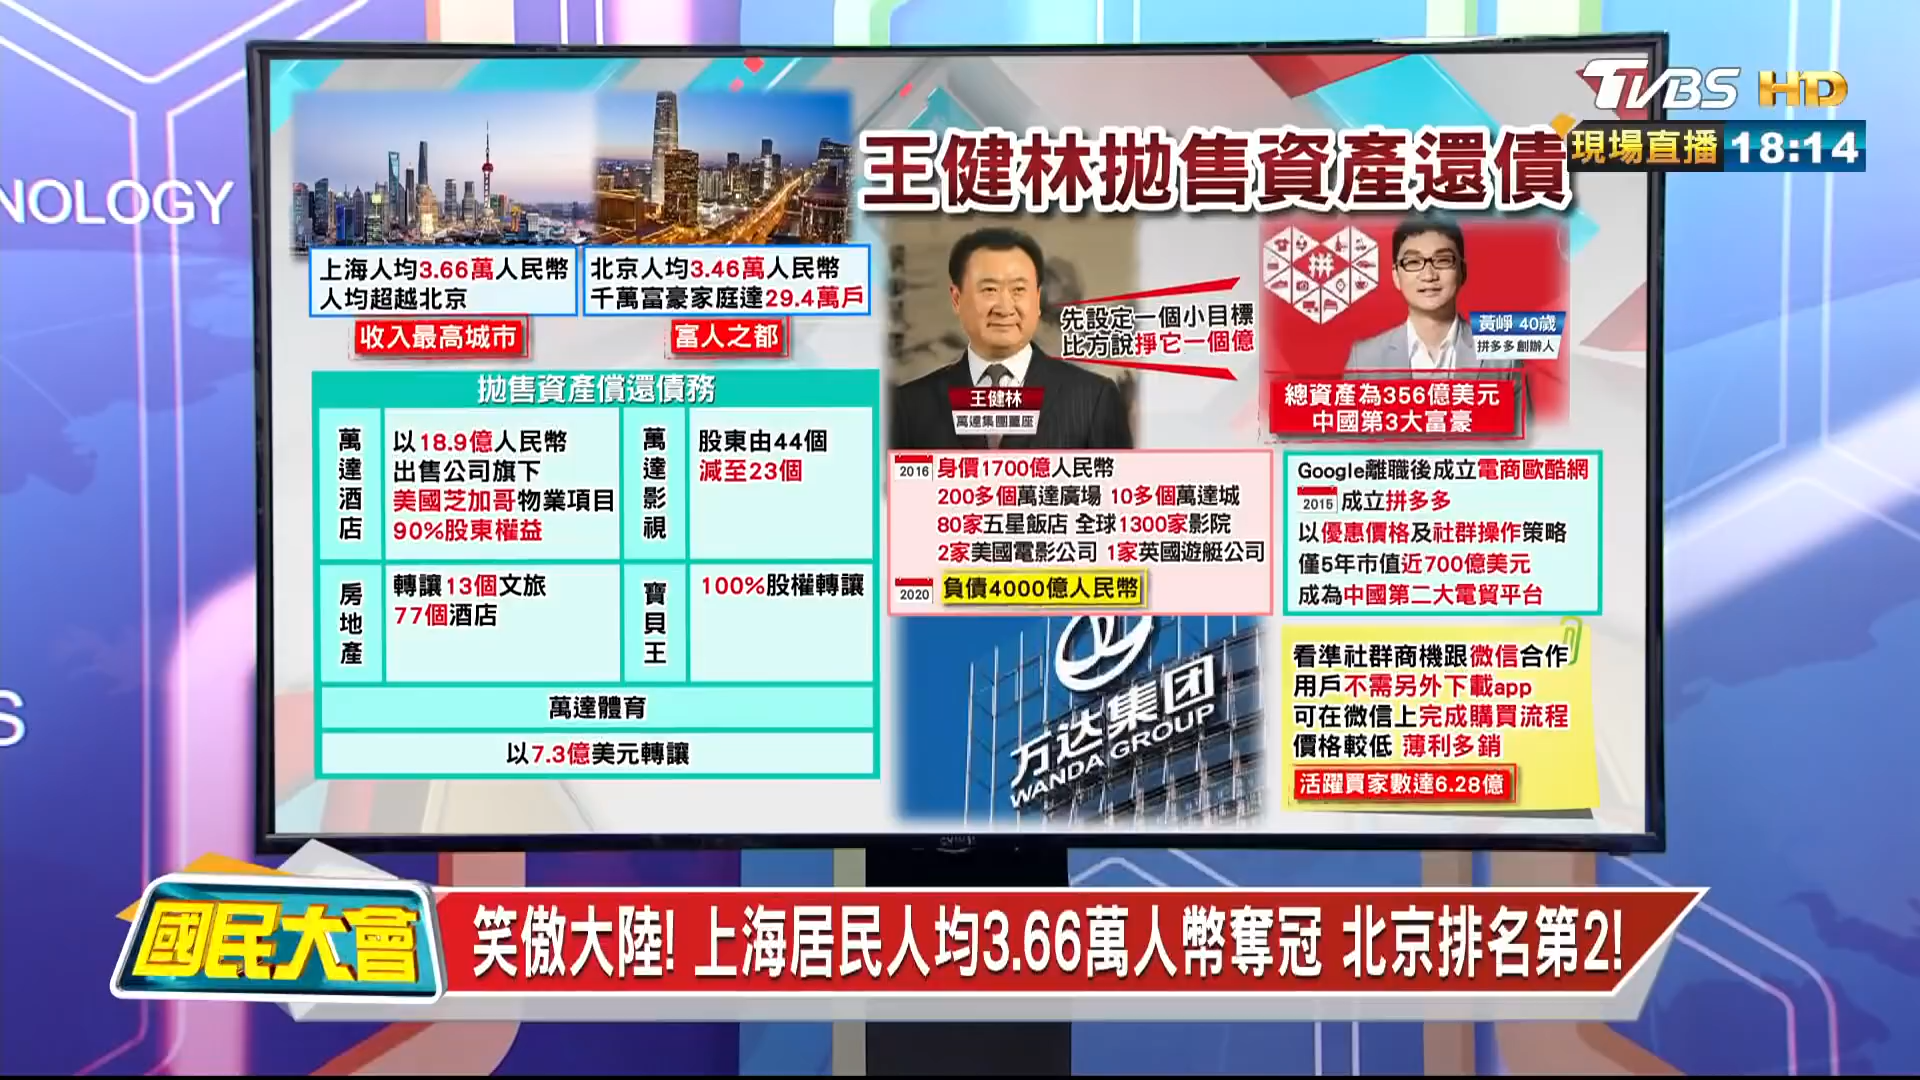 NOLOGY
S
TVBS HD
現場直播 18:14
王健林拋售資產還債
上海人均3.66萬人民幣
人均超越北京
收入最高城市
北京人均3.46萬人民幣
千萬富豪家庭達29.4萬戶
富人之都
拋售資產償還債務
萬達酒店
以18.9億人民幣
出售公司旗下
美國芝加哥物業項目
90%股東權益
萬達影視
股東由44個
減至23個
房地產
轉讓13個文旅
77個酒店
寶貝王
100%股權轉讓
萬達體育
以7.3億美元轉讓
先設定一個小目標
比方說掙它一個億
王健林
萬達集團董座
2016 身價1700億人民幣
200多個萬達廣場 10多個萬達城
80家五星飯店 全球1300家影院
2家美國電影公司 1家英國遊艇公司
2020 負債4000億人民幣
万达集团
WANDA GROUP
拼
黃崢 40歲
拼多多創辦人
總資產為356億美元
中國第3大富豪
Google離職後成立電商歐酷網
2015 成立拼多多
以優惠價格及社群操作策略
僅5年市值近700億美元
成為中國第二大電貿平台
看準社群商機跟微信合作
用戶不需另外下載app
可在微信上完成購買流程
價格較低 薄利多銷
活躍買家數達6.28億
國民大會
笑傲大陸! 上海居民人均3.66萬人幣奪冠 北京排名第2!